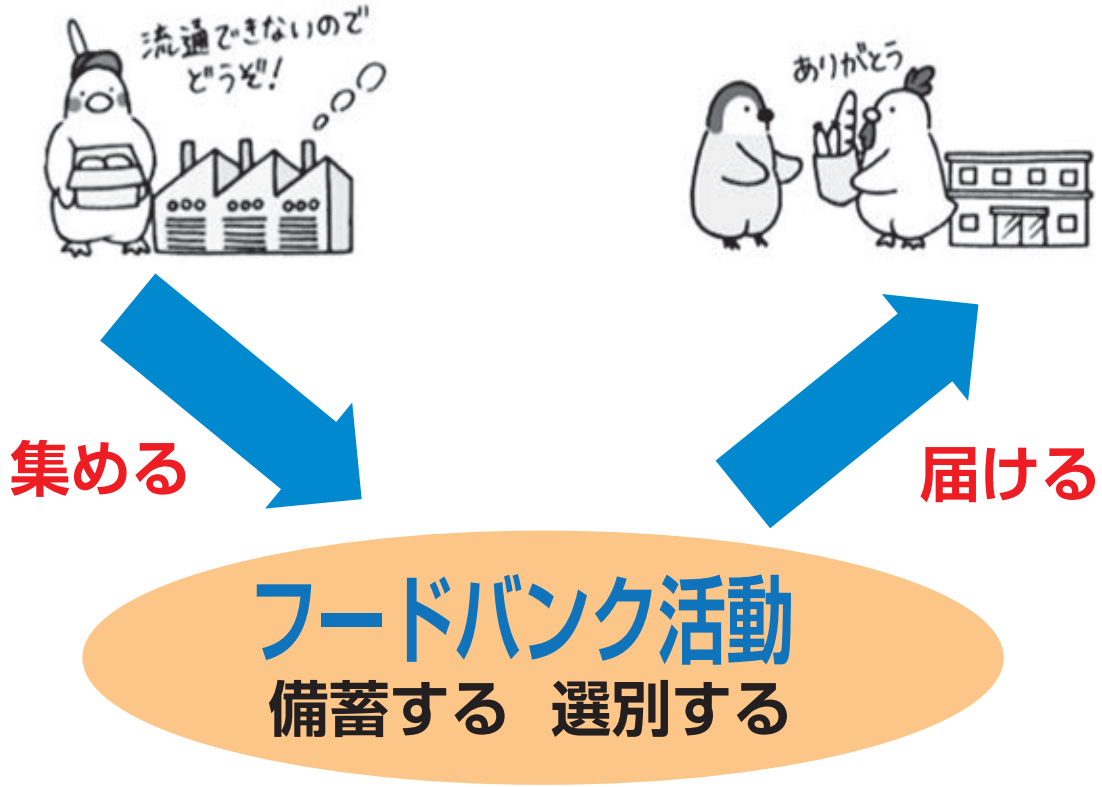 流通できないので
どうぞ!
ありがとう
集める
届ける
フードバンク活動
備蓄する 選別する